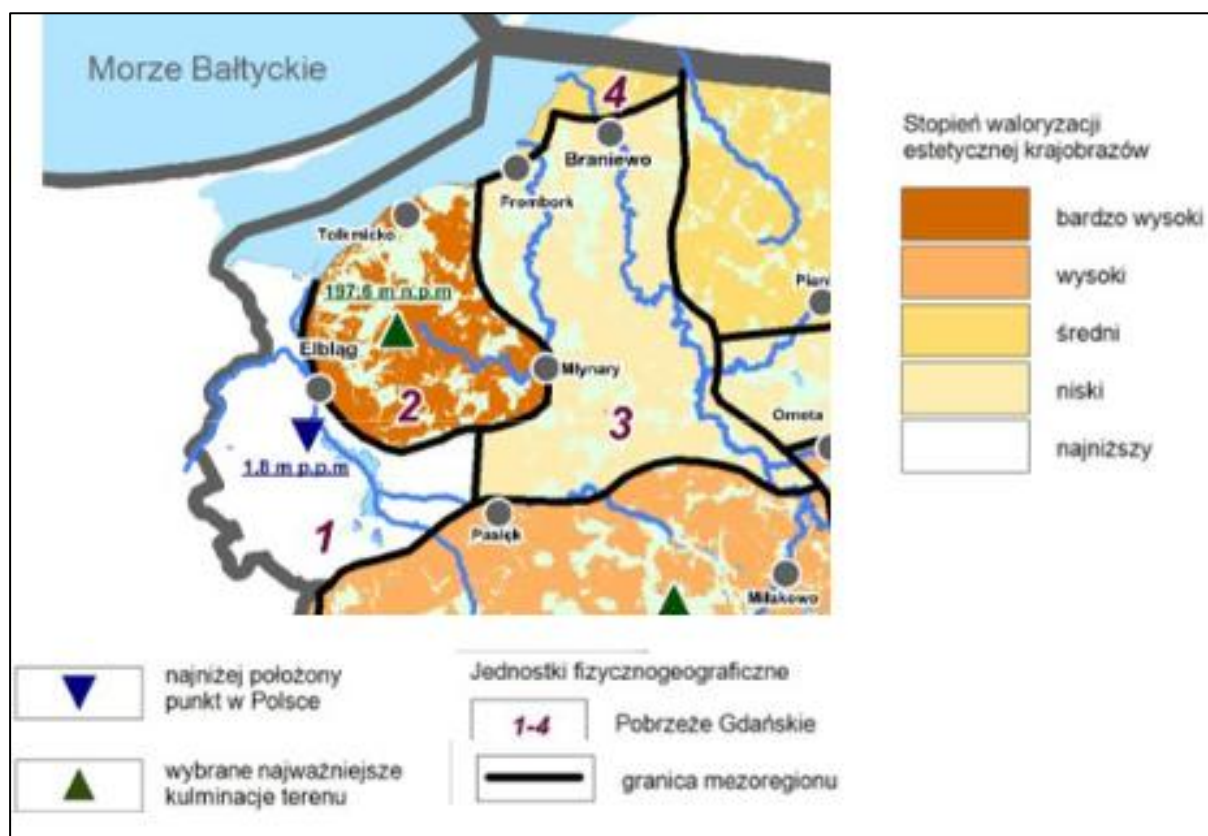 Morze Bałtyckie
4
Braniewo
Frombork
Tolkmicko
197,6 m n.p.m
Elbląg
Młynary
2
3
1,8 m p.p.m
1
Pasłęk
Orneta
Miłakowo
Stopień waloryzacji
estetycznej krajobrazów
bardzo wysoki
wysoki
średni
niski
najniższy
najniżej położony
punkt w Polsce
wybrane najważniejsze
kulminacje terenu
Jednostki fizycznogeograficzne
1-4
Pobrzeże Gdańskie
granica mezoregionu